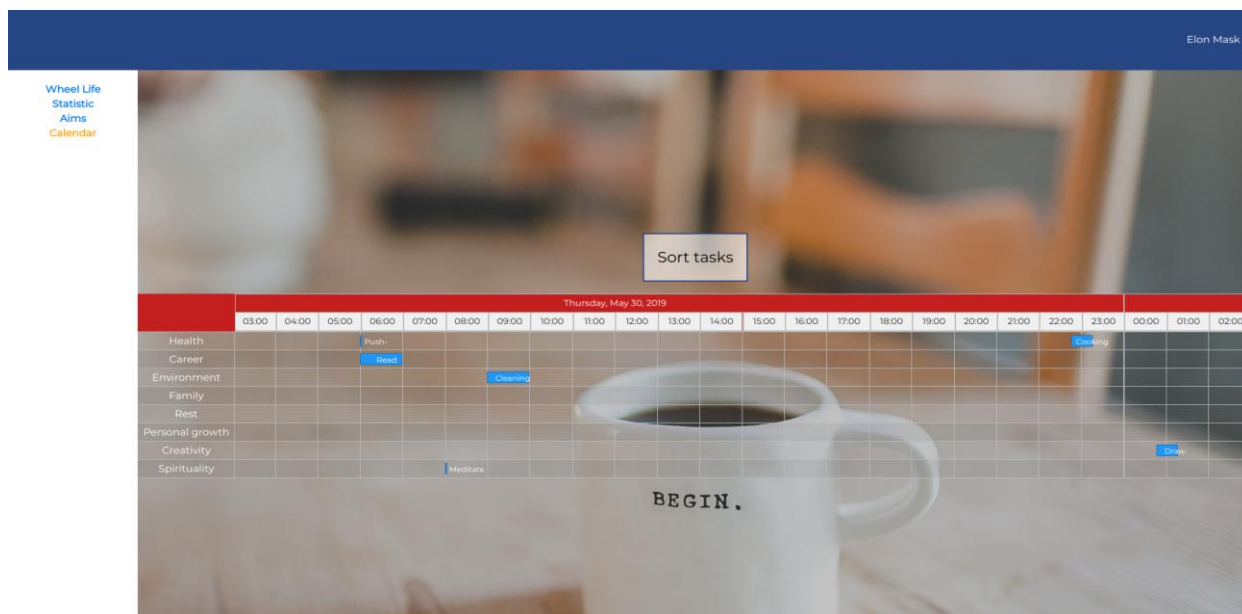 Elon Mask
Wheel Life
Statistic
Aims
Calendar
Sort tasks
Thursday, May 30, 2019
03:00 04:00 05:00 06:00 07:00 08:00 09:00 10:00 11:00 12:00 13:00 14:00 15:00 16:00 17:00 18:00 19:00 20:00 21:00 22:00 23:00 00:00 01:00 02:00
Health Push- Cooking
Career Read
Environment Cleaning
Family
Rest
Personal growth
Creativity Draw
Spirituality Meditate
BEGIN.